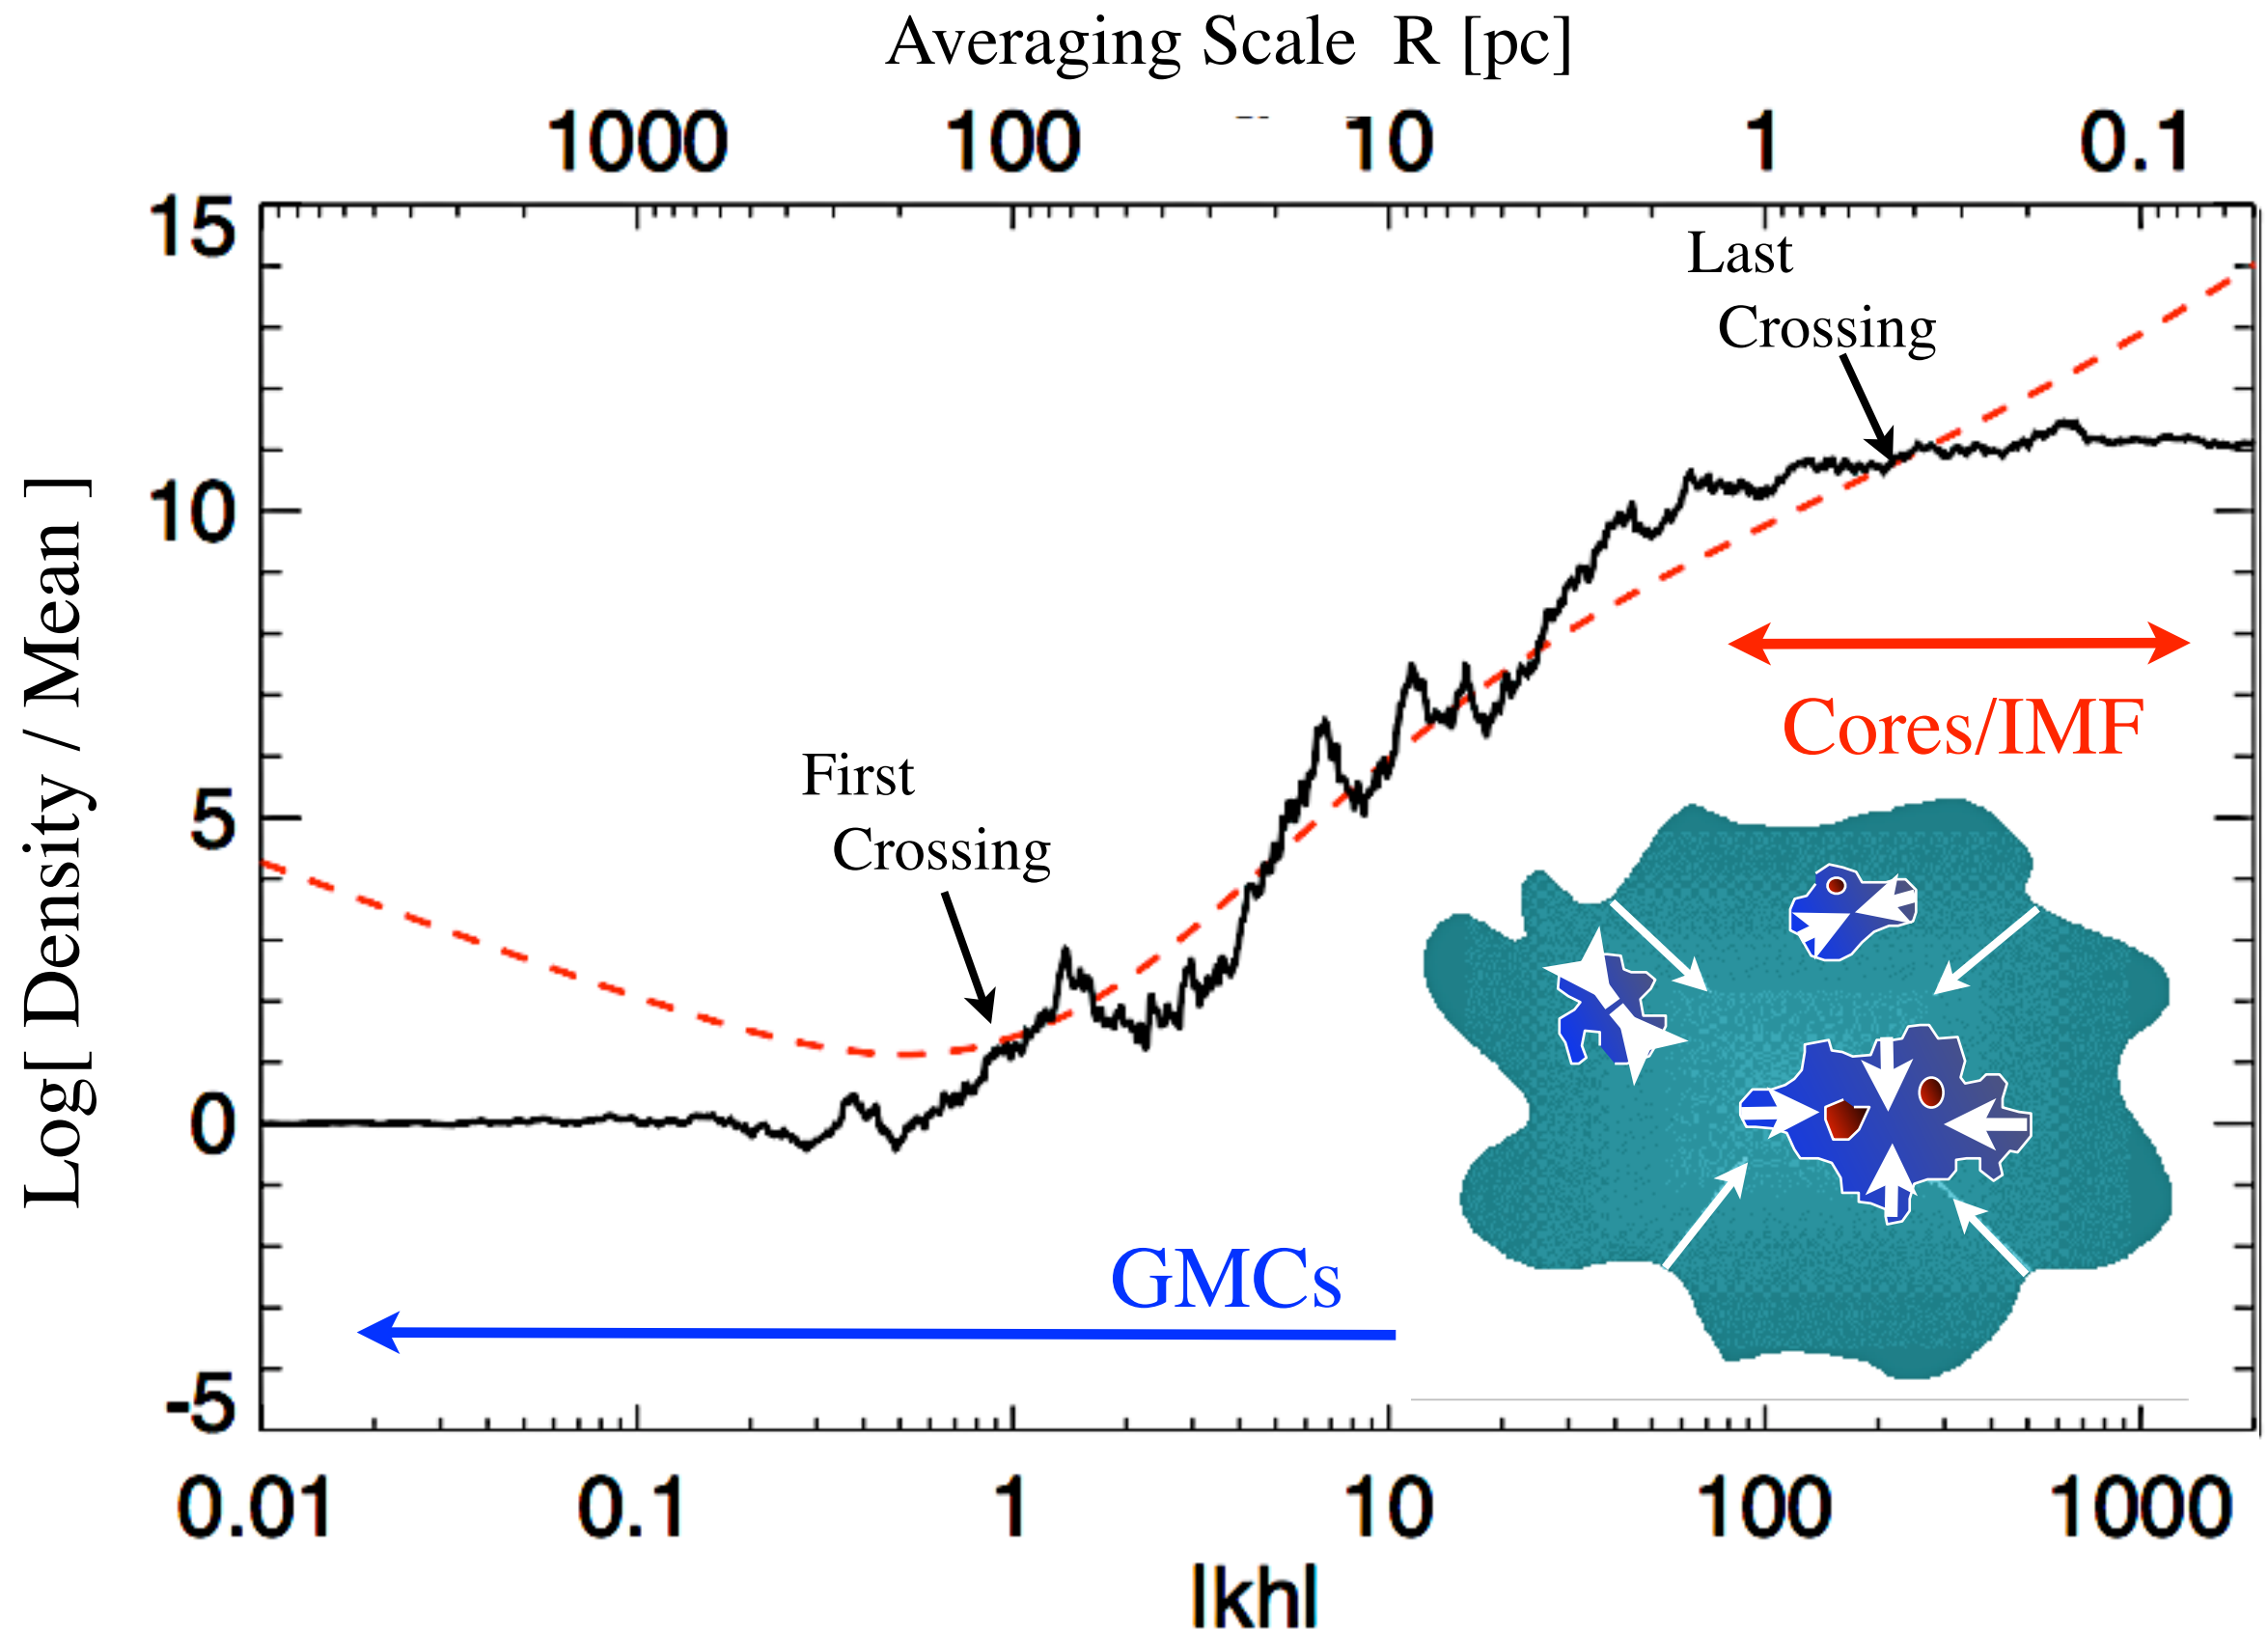 Averaging Scale R [pc]
1000 100 10 1 0.1
15
10
5
0
-5
Log[ Density / Mean ]
Last
Crossing
First
Crossing
Cores/IMF
GMCs
0.01 0.1 1 10 100 1000
|kh|